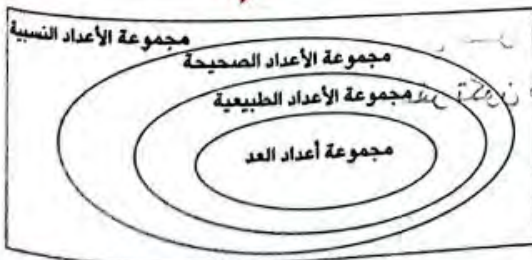 مجموعة الأعداد النسبية
مجموعة الأعداد الصحيحة
مجموعة الأعداد الطبيعية
مجموعة أعداد العد